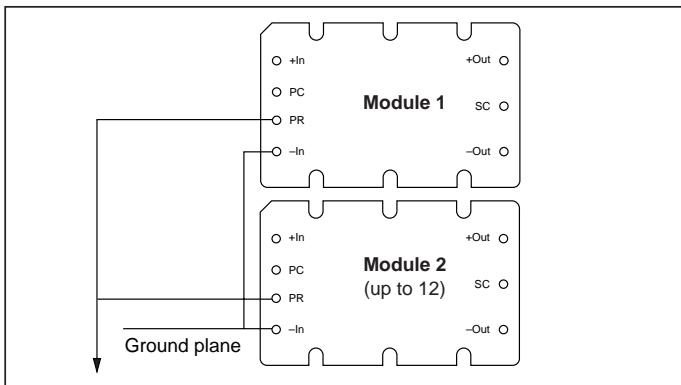 +In
+Out
PC
Module 1
SC
PR
–In
–Out
+In
+Out
PC
Module 2
(up to 12)
SC
PR
–In
–Out
Ground plane